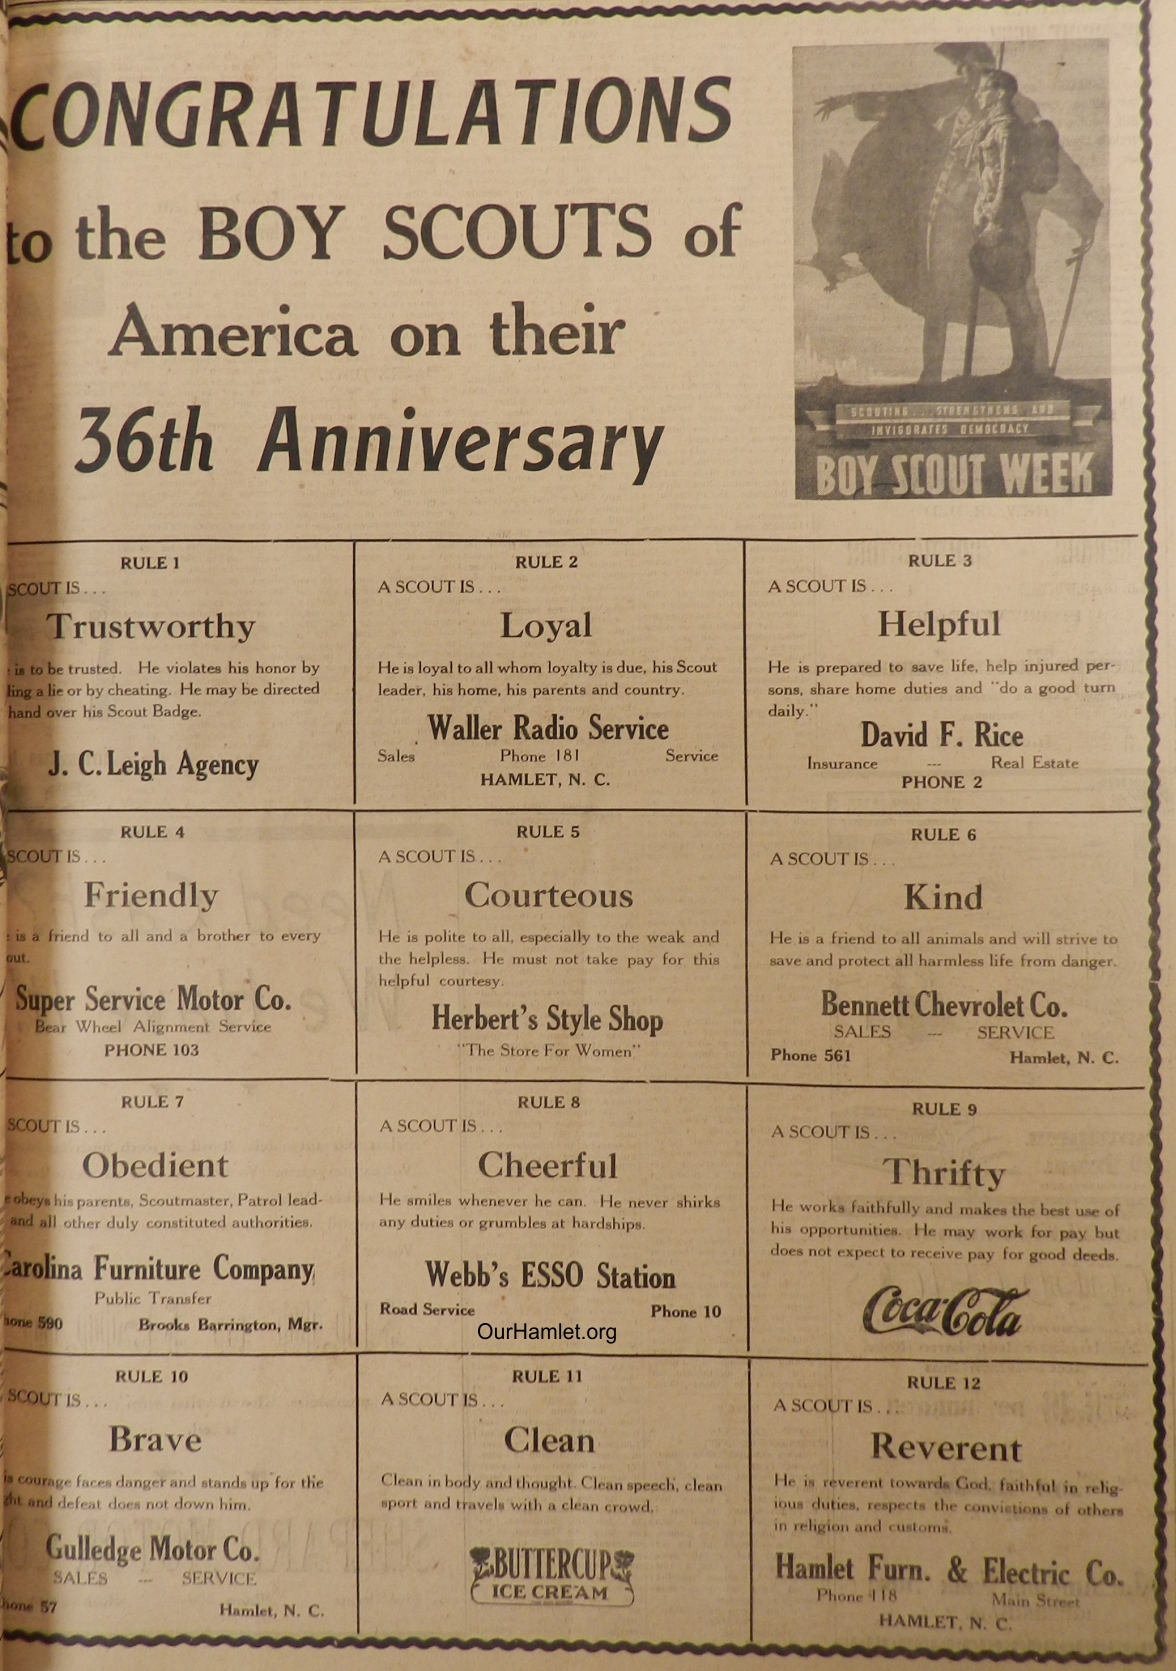 CONGRATULATIONS
to the BOY SCOUTS of
America on their
36th Anniversary
SCOUTING... STRENGTHENS AND
INVIGORATES DEMOCRACY
BOY SCOUT WEEK
RULE 1
SCOUT IS...
Trustworthy
is to be trusted. He violates his honor by
ling a lie or by cheating. He may be directed
hand over his Scout Badge.
J. C. Leigh Agency
RULE 2
A SCOUT IS...
Loyal
He is loyal to all whom loyalty is due, his Scout
leader, his home, his parents and country.
Waller Radio Service
Sales Phone 181 Service
HAMLET, N. C.
RULE 3
A SCOUT IS...
Helpful
He is prepared to save life, help injured per-
sons, share home duties and "do a good turn
daily."
David F. Rice
Insurance --- Real Estate
PHONE 2
RULE 4
SCOUT IS...
Friendly
is a friend to all and a brother to every
out.
Super Service Motor Co.
Bear Wheel Alignment Service
PHONE 103
RULE 5
A SCOUT IS...
Courteous
He is polite to all, especially to the weak and
the helpless. He must not take pay for this
helpful courtesy.
Herbert's Style Shop
"The Store For Women"
RULE 6
A SCOUT IS...
Kind
He is a friend to all animals and will strive to
save and protect all harmless life from danger.
Bennett Chevrolet Co.
SALES --- SERVICE
Phone 561 Hamlet, N. C.
RULE 7
SCOUT IS...
Obedient
e obeys his parents, Scoutmaster, Patrol lead-
and all other duly constituted authorities.
Carolina Furniture Company
Public Transfer
hone 590 Brooks Barrington, Mgr.
RULE 8
A SCOUT IS...
Cheerful
He smiles whenever he can. He never shirks
any duties or grumbles at hardships.
Webb's ESSO Station
Road Service Phone 10
OurHamlet.org
RULE 9
A SCOUT IS...
Thrifty
He works faithfully and makes the best use of
his opportunities. He may work for pay but
does not expect to receive pay for good deeds.
Coca-Cola
RULE 10
SCOUT IS...
Brave
is courage faces danger and stands up for the
ght and defeat does not down him.
Gulledge Motor Co.
SALES --- SERVICE
hone 57 Hamlet, N. C.
RULE 11
A SCOUT IS...
Clean
Clean in body and thought. Clean speech, clean
sport and travels with a clean crowd.
BUTTERCUP
ICE CREAM
RULE 12
A SCOUT IS...
Reverent
He is reverent towards God, faithful in relig-
ious duties, respects the convictions of others
in religion and customs.
Hamlet Furn. & Electric Co.
Phone 118 Main Street
HAMLET, N. C.